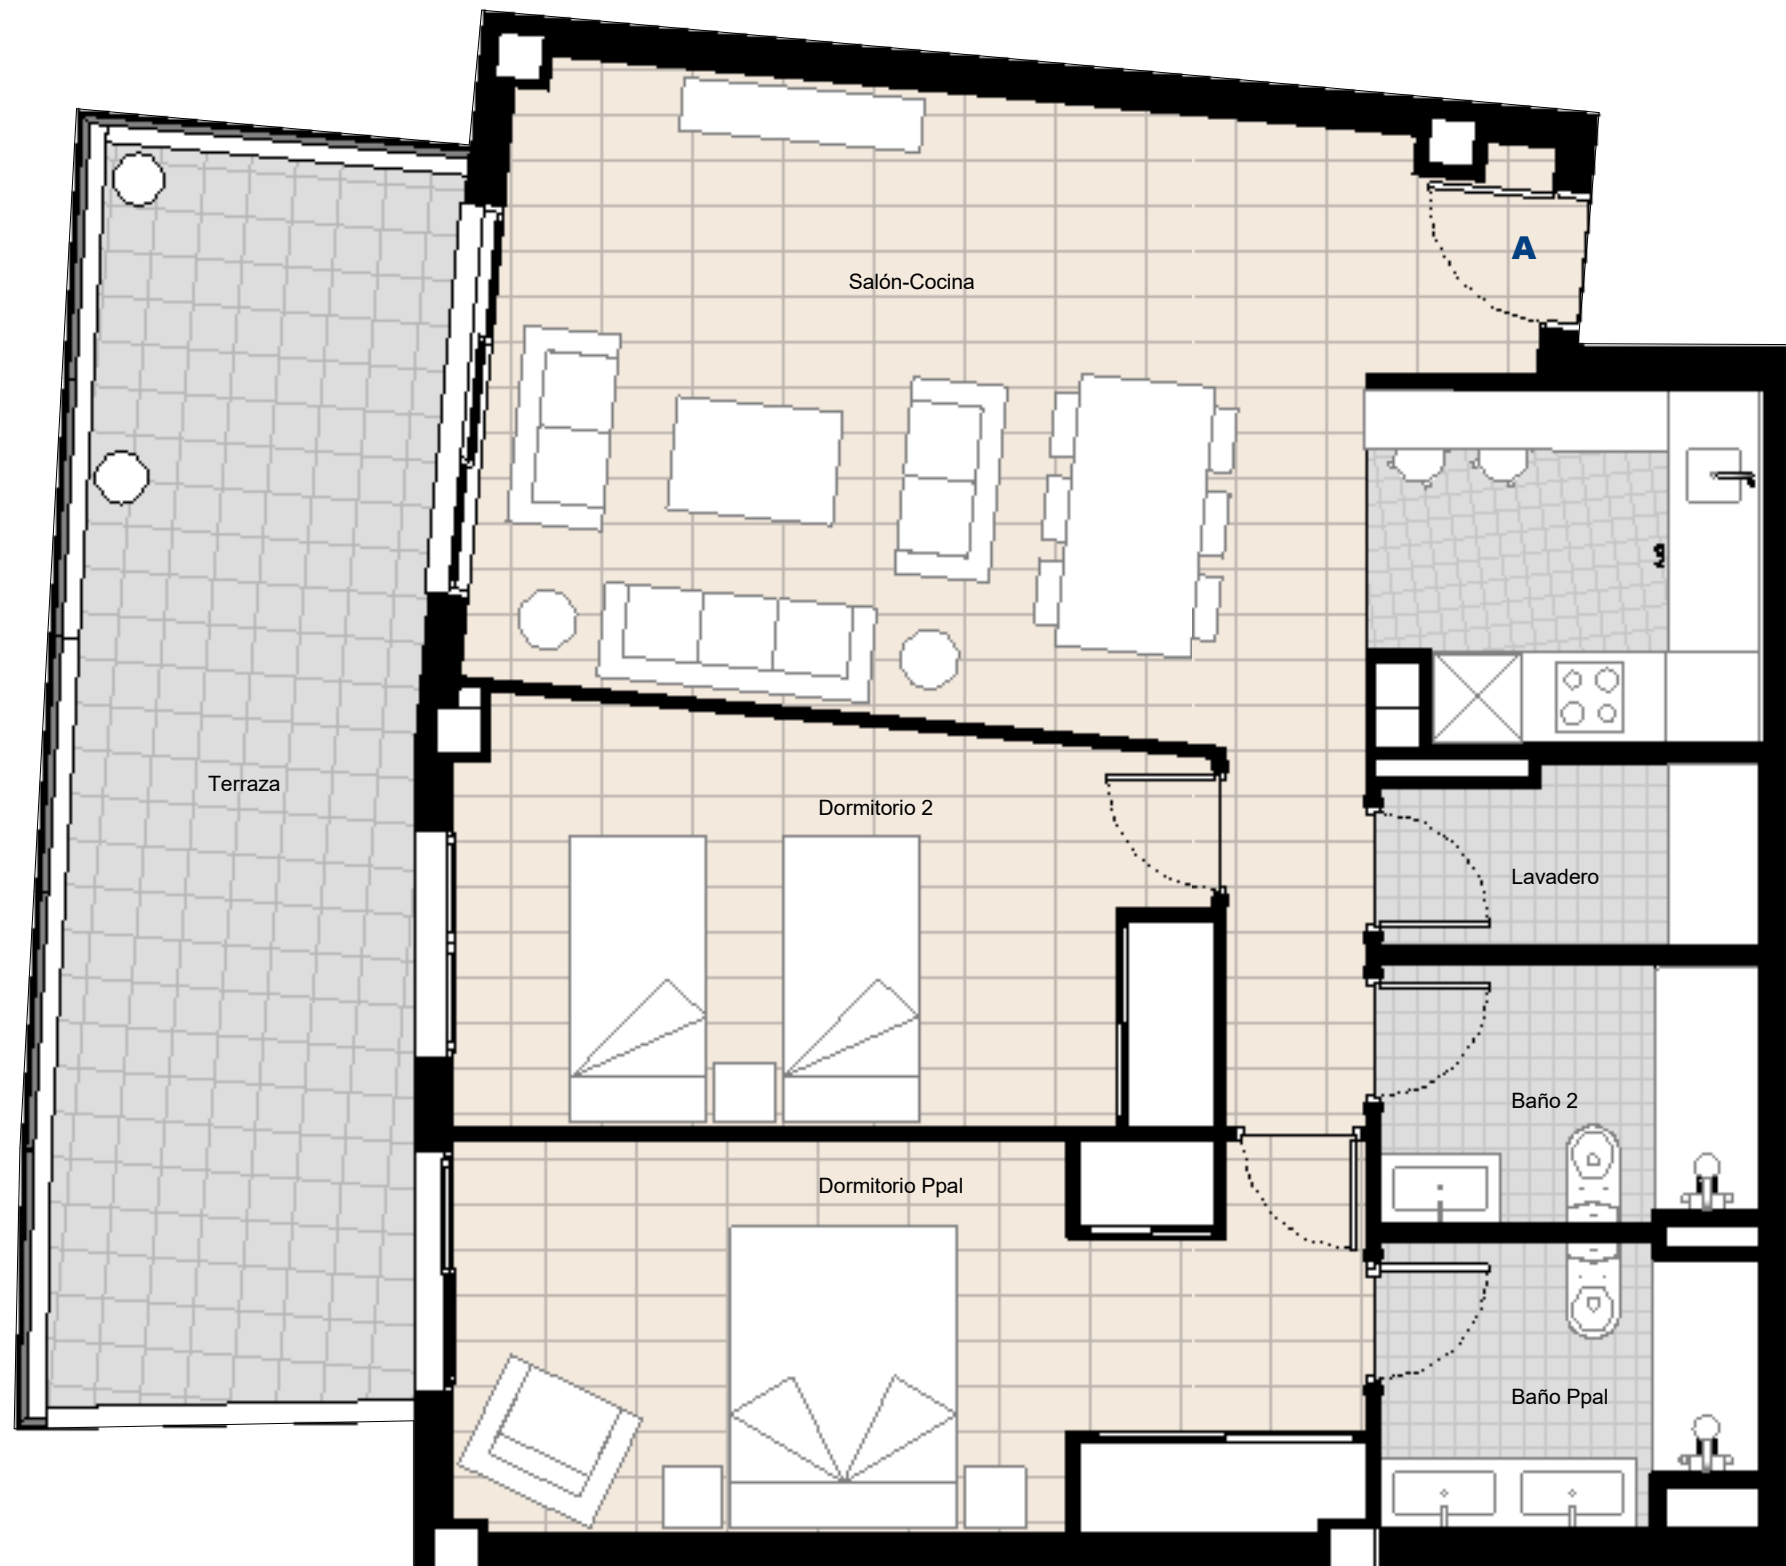 A
Salón-Cocina
Terraza
Dormitorio 2
Lavadero
Baño 2
Dormitorio Ppal
Baño Ppal